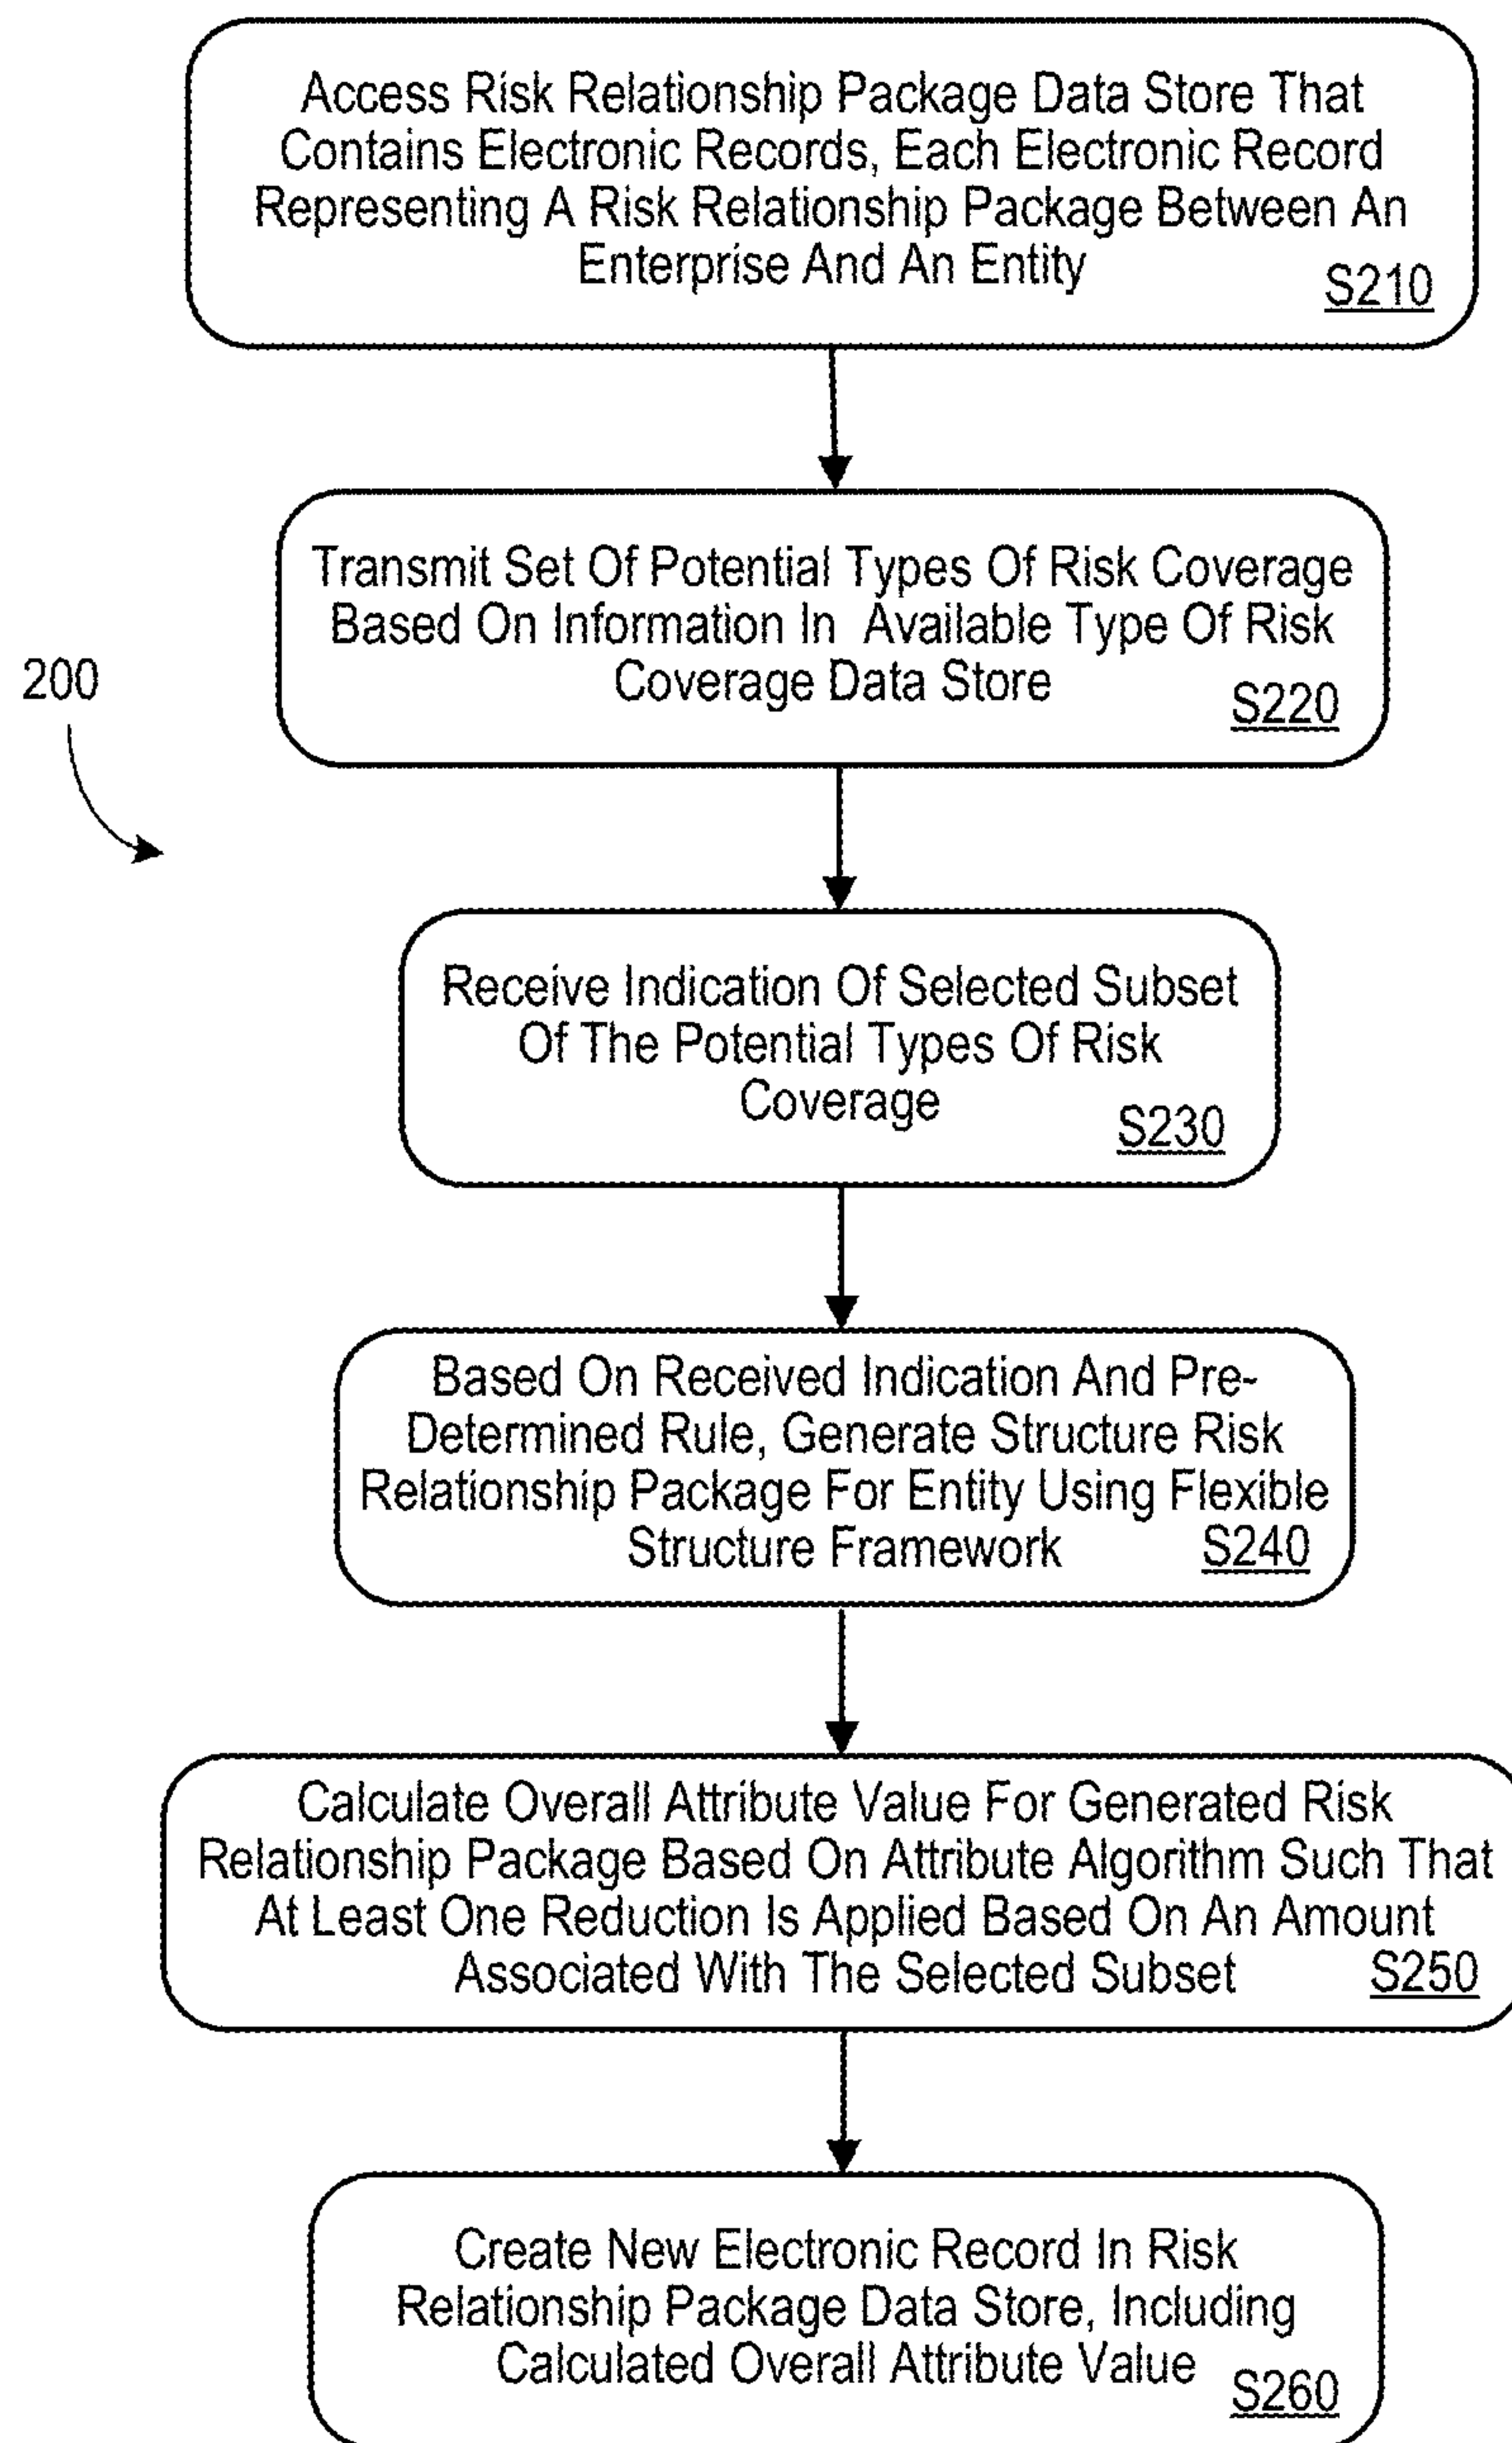 Access Risk Relationship Package Data Store That
Contains Electronic Records, Each Electronic Record
Representing A Risk Relationship Package Between An
Enterprise And An Entity
S210
Transmit Set Of Potential Types Of Risk Coverage
Based On Information In Available Type Of Risk
Coverage Data Store
S220
200
Receive Indication Of Selected Subset
Of The Potential Types Of Risk
Coverage
S230
Based On Received Indication And Pre-
Determined Rule, Generate Structure Risk
Relationship Package For Entity Using Flexible
Structure Framework
S240
Calculate Overall Attribute Value For Generated Risk
Relationship Package Based On Attribute Algorithm Such That
At Least One Reduction Is Applied Based On An Amount
Associated With The Selected Subset
S250
Create New Electronic Record In Risk
Relationship Package Data Store, Including
Calculated Overall Attribute Value
S260